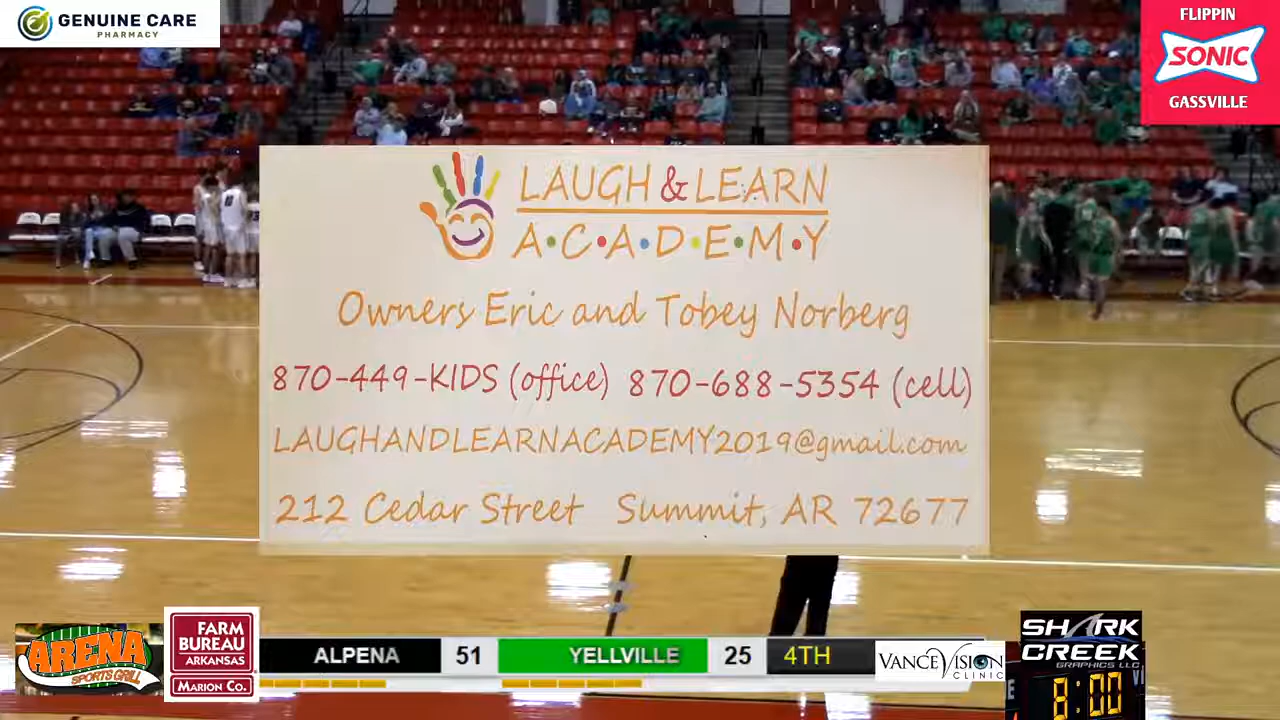 GENUINE CARE
PHARMACY
FLIPPIN
SONIC
GASSVILLE
LAUGH & LEARN
A•C•A•D•E•M•Y
Owners Eric and Tobey Norberg
870-449-KIDS (office) 870-688-5354 (cell)
LAUGHANDLEARNACADEMY2019@gmail.com
212 Cedar Street Summit, AR 72677
ARENA
SPORTS GRILL
FARM
BUREAU
ARKANSAS
MARION CO.
ALPENA 51 YELLVILLE 25 4TH
VANCE VISION
CLINIC
SHARK
CREEK
GRAPHICS LLC
8:00